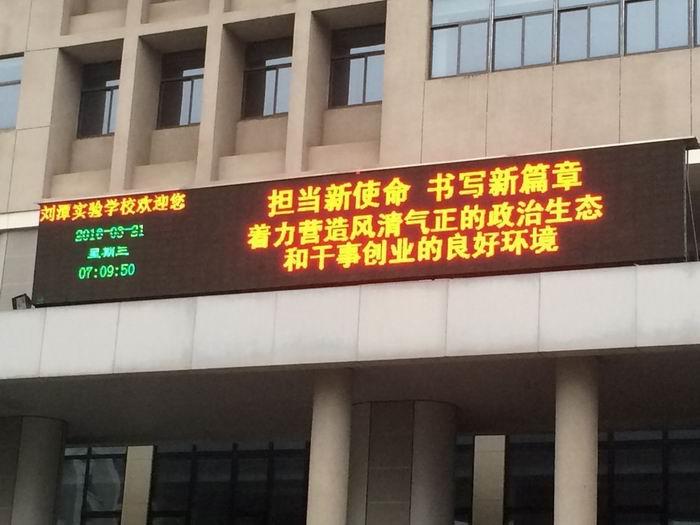 刘潭实验学校欢迎您
2018-03-21
星期三
07:09:50
担当新使命 书写新篇章
着力营造风清气正的政治生态
和干事创业的良好环境